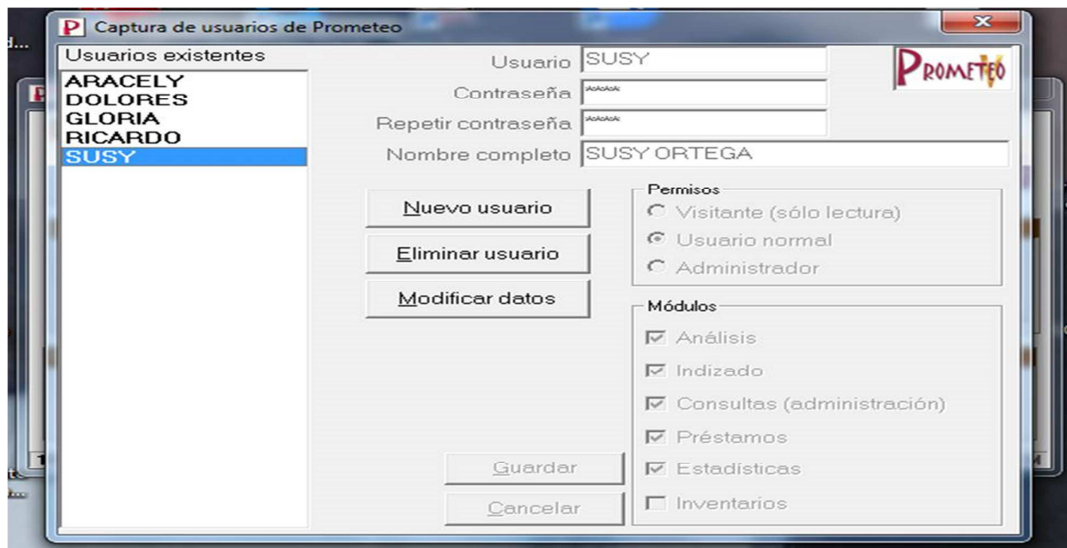 Captura de usuarios de Prometeo
Usuarios existentes
ARACELY
DOLORES
GLORIA
RICARDO
SUSY
Usuario SUSY
Contraseña
Repetir contraseña
Nombre completo SUSY ORTEGA
PROMETEO V
Nuevo usuario
Eliminar usuario
Modificar datos
Permisos
Visitante (sólo lectura)
Usuario normal
Administrador
Módulos
Análisis
Indizado
Consultas (administración)
Préstamos
Estadísticas
Inventarios
Guardar
Cancelar